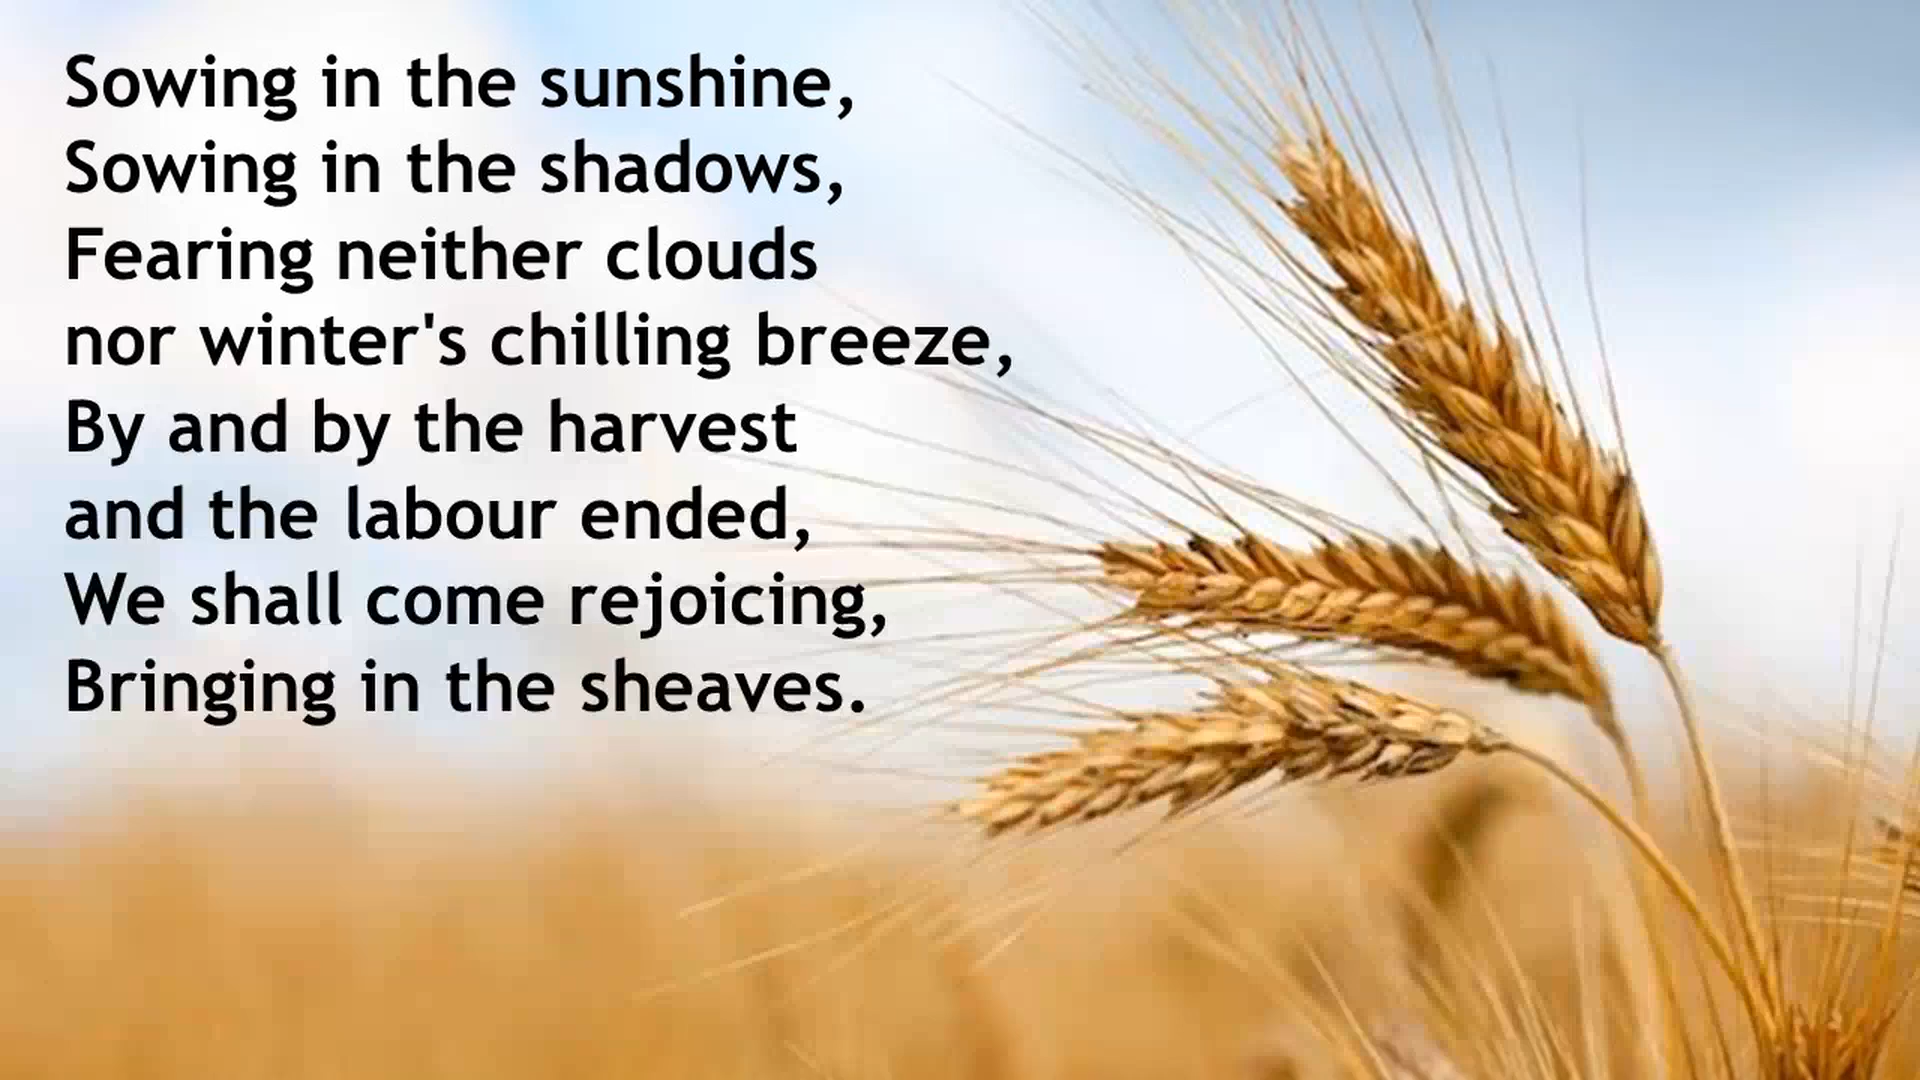 Sowing in the sunshine,
Sowing in the shadows,
Fearing neither clouds
nor winter's chilling breeze,
By and by the harvest
and the labour ended,
We shall come rejoicing,
Bringing in the sheaves.